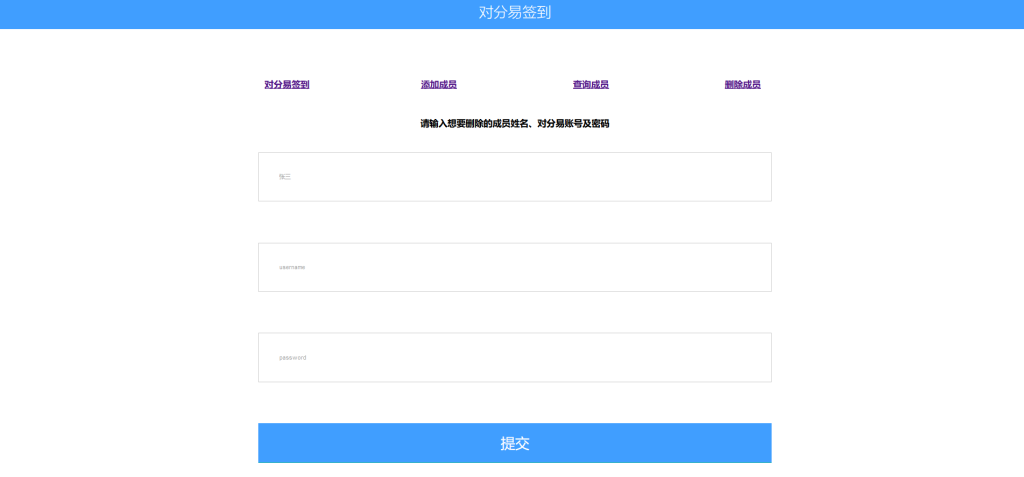 对分易签到
对分易签到 添加成员 查询成员 删除成员
请输入想要删除的成员姓名、对分易账号及密码
张三
username
password
提交